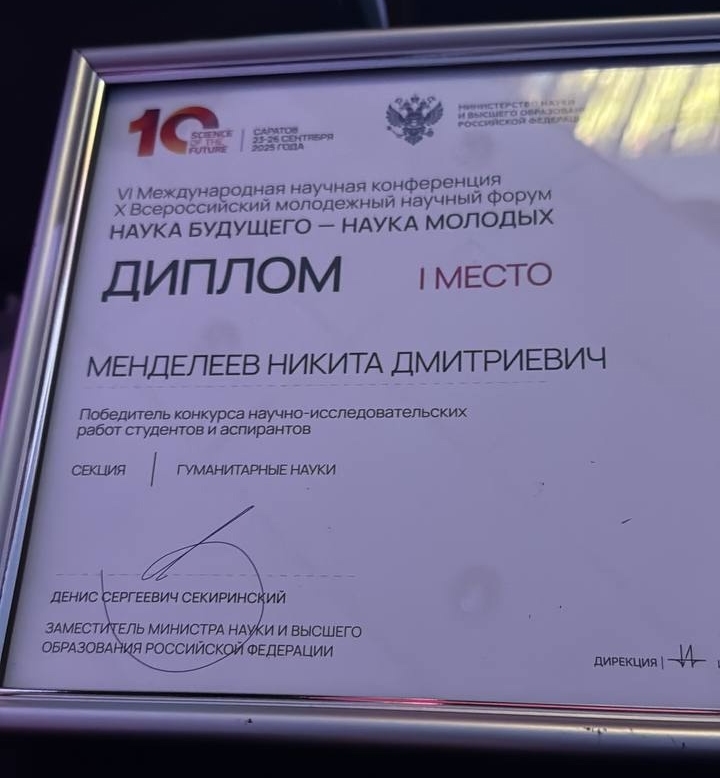 10
SCIENCE
OF THE
FUTURE
САРАТОВ
23-26 СЕНТЯБРЯ
2025 ГОДА
МИНИСТЕРСТВО НАУКИ
И ВЫСШЕГО ОБРАЗОВАНИЯ
РОССИЙСКОЙ ФЕДЕРАЦИИ
VI Международная научная конференция
X Всероссийский молодежный научный форум
НАУКА БУДУЩЕГО — НАУКА МОЛОДЫХ
ДИПЛОМ I МЕСТО
МЕНДЕЛЕЕВ НИКИТА ДМИТРИЕВИЧ
Победитель конкурса научно-исследовательских
работ студентов и аспирантов
СЕКЦИЯ | ГУМАНИТАРНЫЕ НАУКИ
ДЕНИС СЕРГЕЕВИЧ СЕКИРИНСКИЙ
ЗАМЕСТИТЕЛЬ МИНИСТРА НАУКИ И ВЫСШЕГО
ОБРАЗОВАНИЯ РОССИЙСКОЙ ФЕДЕРАЦИИ
ДИРЕКЦИЯ |